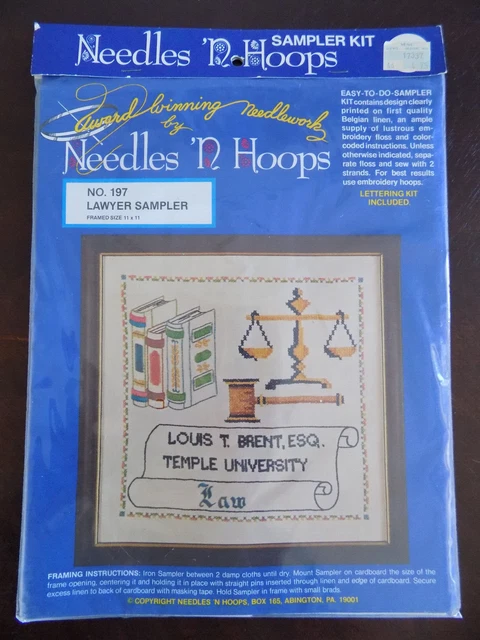 Needles 'N Hoops SAMPLER KIT
Award Winning Needlework
by
Needles 'N Hoops
NO. 197
LAWYER SAMPLER
FRAMED SIZE 11 x 11
EASY-TO-DO-SAMPLER
KIT contains design clearly
printed on first quality
Belgian linen, an ample
supply of lustrous em-
broidery floss and color-
coded instructions. Unless
otherwise indicated, sepa-
rate floss and sew with 2
strands. For best results
use embroidery hoops.
LETTERING KIT
INCLUDED.
LOUIS T. BRENT, ESQ.
TEMPLE UNIVERSITY
Law
FRAMING INSTRUCTIONS: Iron Sampler between 2 damp cloths until dry. Mount Sampler on cardboard the size of the
frame opening, centering it and holding it in place with straight pins inserted through linen and edge of cardboard. Secure
excess linen to back of cardboard with masking tape. Hold Sampler in frame with small brads.
© COPYRIGHT NEEDLES 'N HOOPS, BOX 165, ABINGTON, PA. 19001